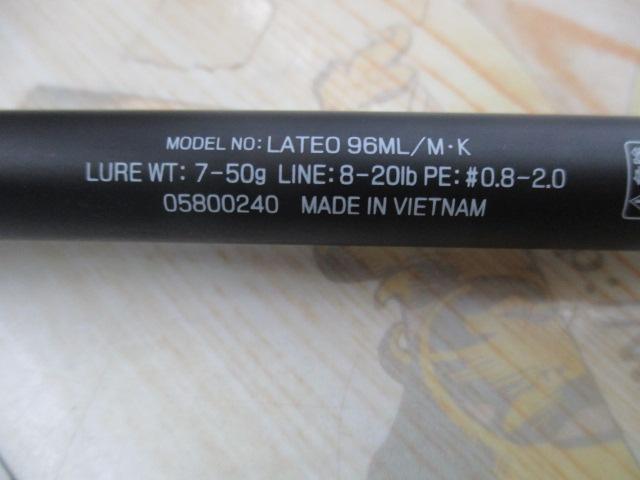 MODEL NO: LATEO 96ML/M·K
LURE WT: 7-50g LINE: 8-20lb PE: #0.8-2.0
05800240 MADE IN VIETNAM